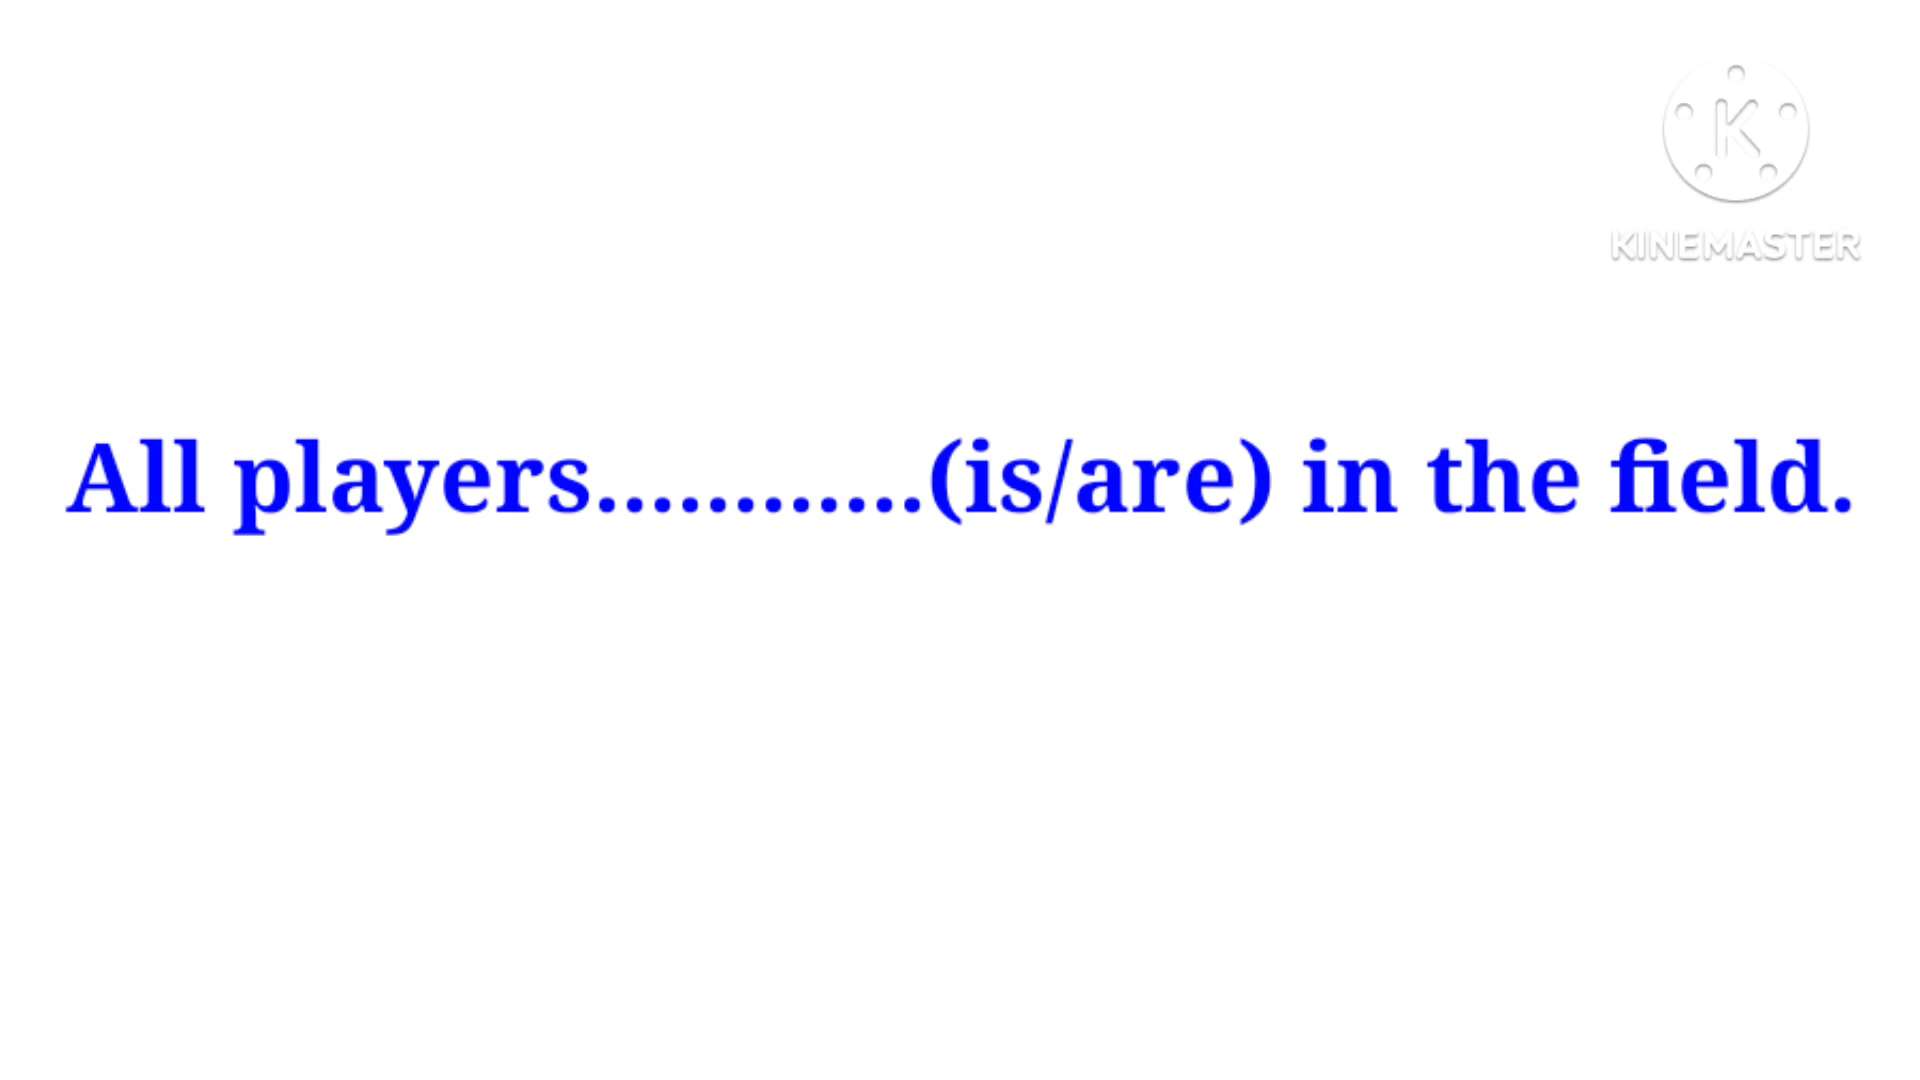 K
KINEMASTER
All players............(is/are) in the field.